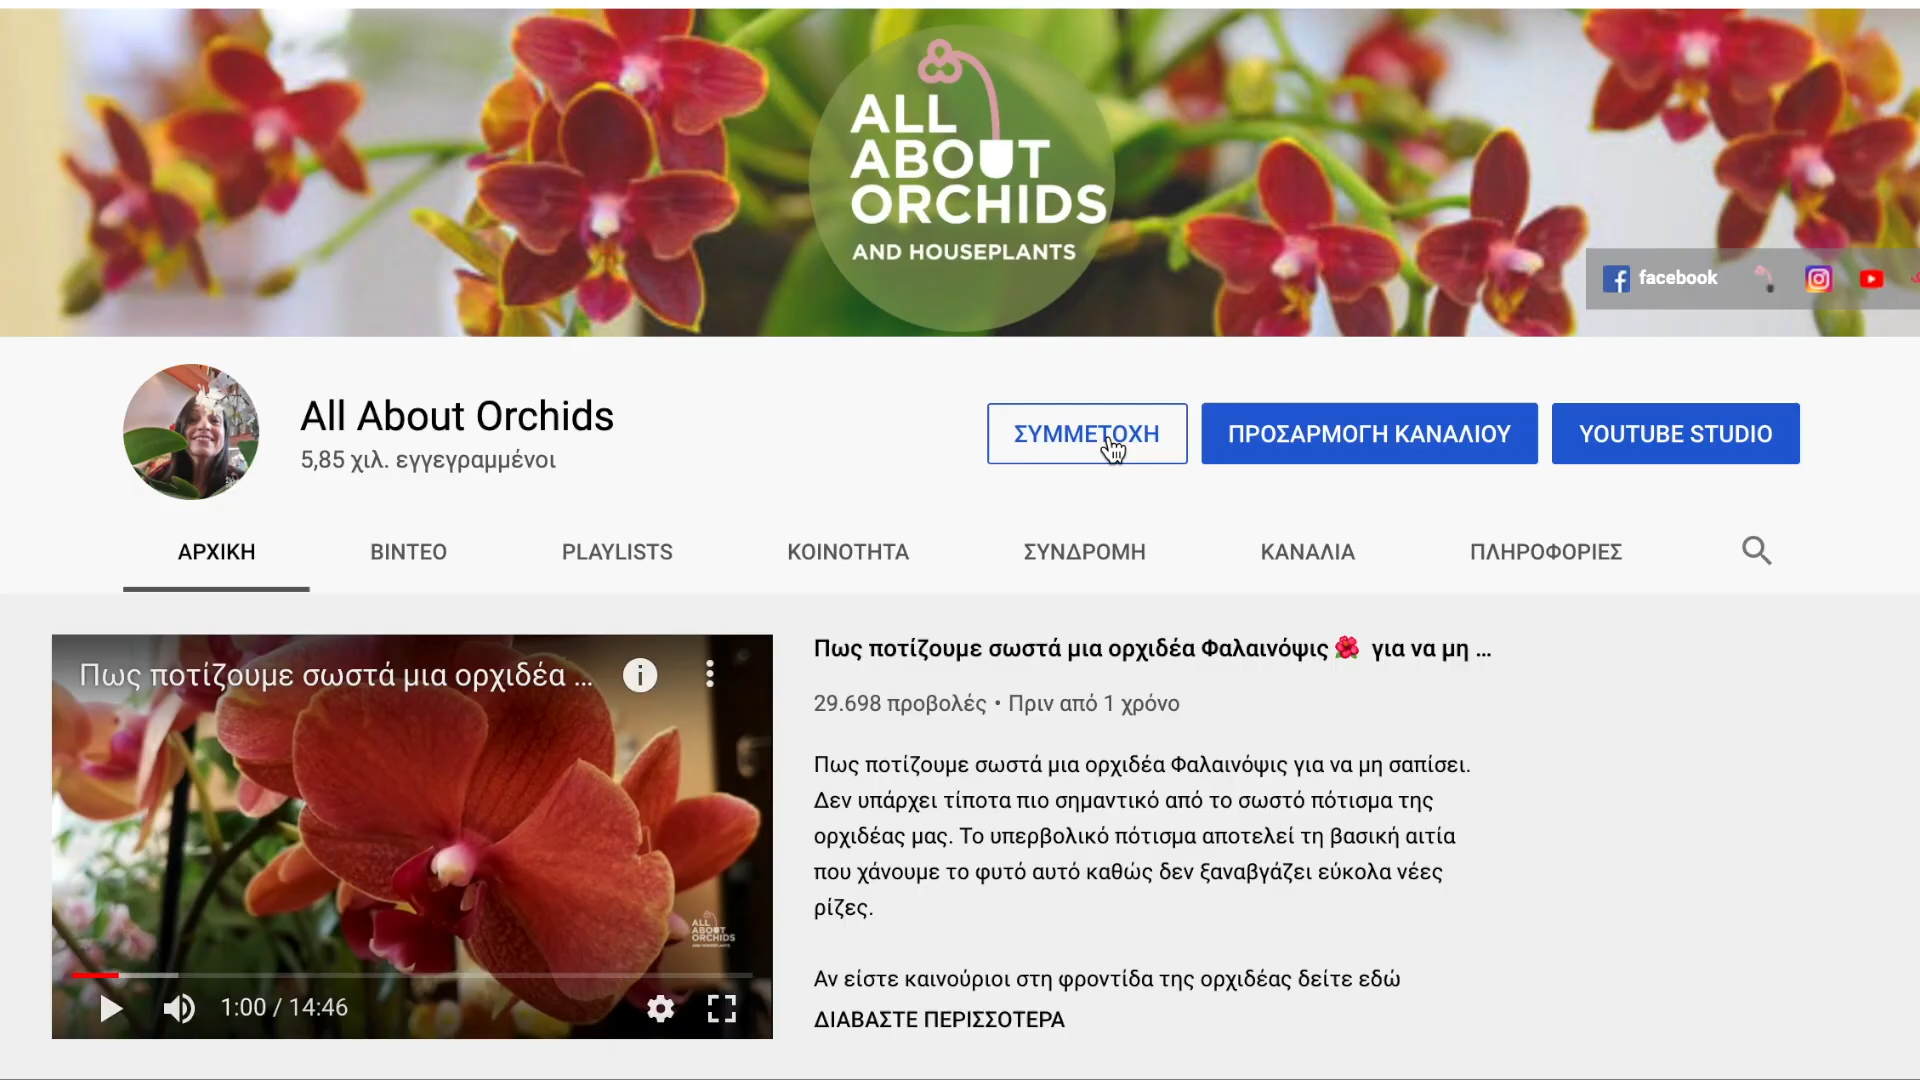 ALL
ABOUT
ORCHIDS
AND HOUSEPLANTS
facebook
All About Orchids
5,85 χιλ. εγγεγραμμένοι
ΣΥΜΜΕΤΟΧΗ
ΠΡΟΣΑΡΜΟΓΗ ΚΑΝΑΛΙΟΥ
YOUTUBE STUDIO
ΑΡΧΙΚΗ
ΒΙΝΤΕΟ
PLAYLISTS
ΚΟΙΝΟΤΗΤΑ
ΣΥΝΔΡΟΜΗ
ΚΑΝΑΛΙΑ
ΠΛΗΡΟΦΟΡΙΕΣ
Πως ποτίζουμε σωστά μια ορχιδέα ...
ALL
ABOUT
ORCHIDS
AND HOUSEPLANTS
1:00 / 14:46
Πως ποτίζουμε σωστά μια ορχιδέα Φαλαινόψις🌺 για να μη ...
29.698 προβολές • Πριν από 1 χρόνο
Πως ποτίζουμε σωστά μια ορχιδέα Φαλαινόψις για να μη σαπίσει.
Δεν υπάρχει τίποτα πιο σημαντικό από το σωστό πότισμα της
ορχιδέας μας. Το υπερβολικό πότισμα αποτελεί τη βασική αιτία
που χάνουμε το φυτό αυτό καθώς δεν ξαναβγάζει εύκολα νέες
ρίζες.
Αν είστε καινούριοι στη φροντίδα της ορχιδέας δείτε εδώ
ΔΙΑΒΑΣΤΕ ΠΕΡΙΣΣΟΤΕΡΑ